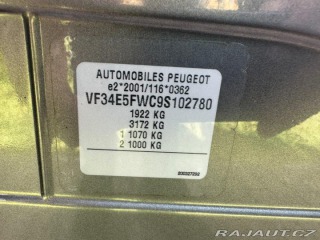 AUTOMOBILES PEUGEOT
e2*2001/116*0362
VF34E5FWC9S102780
1922 KG
3172 KG
1 1070 KG
2 1000 KG
RAJAUT.CZ